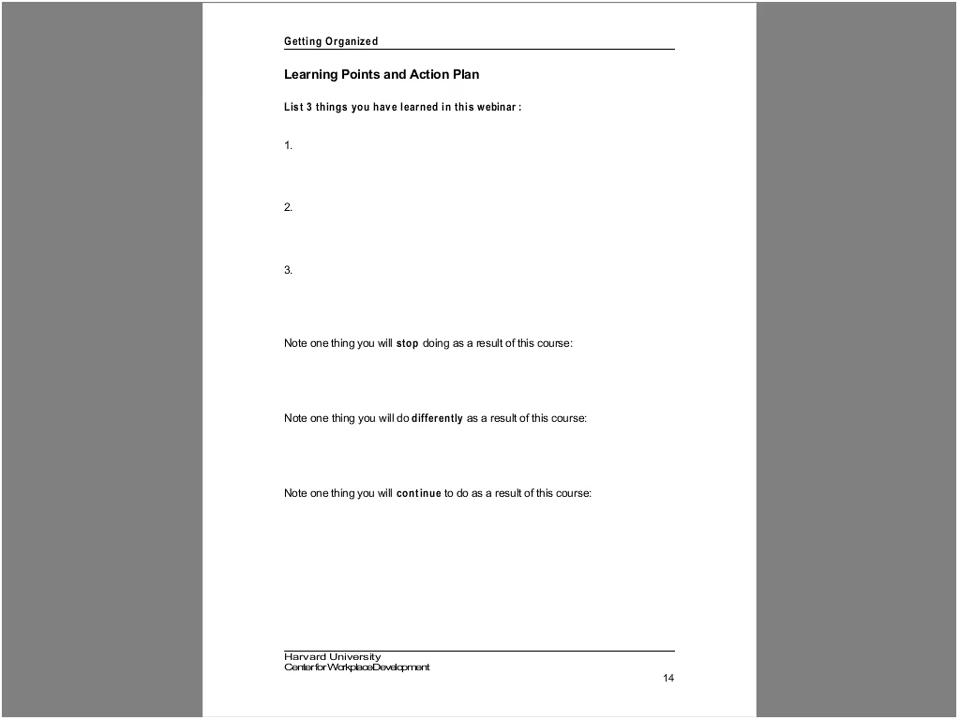 Getting Organized
Learning Points and Action Plan
List 3 things you have learned in this webinar :
1.
2.
3.
Note one thing you will stop doing as a result of this course:
Note one thing you will do differently as a result of this course:
Note one thing you will continue to do as a result of this course:
Harvard University
Center for Workplace Development
14